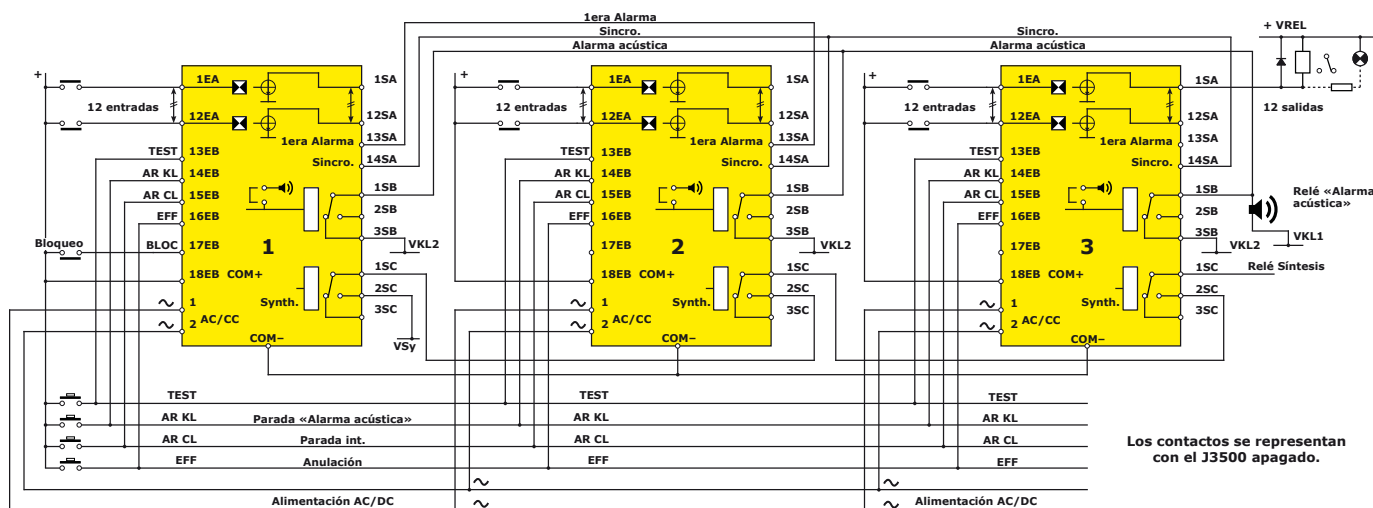 1era Alarma
Sincro.
Alarma acústica
Sincro.
Alarma acústica
+ VREL
+
12 entradas
1EA
12EA
TEST
13EB
AR KL
14EB
AR CL
15EB
EFF
16EB
Bloqueo
BLOC
17EB
18EB COM+
1
2
AC/CC
COM–
1
1SA
12SA
1era Alarma
13SA
Sincro.
14SA
1SB
2SB
3SB
VKL2
1SC
Synth.
2SC
3SC
VSy
+
12 entradas
1EA
12EA
TEST
13EB
AR KL
14EB
AR CL
15EB
EFF
16EB
17EB
18EB COM+
1
2
AC/CC
COM–
2
1SA
12SA
1era Alarma
13SA
Sincro.
14SA
1SB
2SB
3SB
VKL2
1SC
Synth.
2SC
3SC
+
12 entradas
1EA
12EA
TEST
13EB
AR KL
14EB
AR CL
15EB
EFF
16EB
17EB
18EB COM+
1
2
AC/CC
COM–
3
1SA
12 salidas
12SA
1era Alarma
13SA
Sincro.
14SA
1SB
2SB
3SB
VKL2
Relé «Alarma
acústica»
VKL1
1SC
Relé Síntesis
Synth.
2SC
3SC
TEST
TEST
TEST
AR KL
Parada «Alarma acústica»
AR KL
AR KL
AR CL
Parada int.
AR CL
AR CL
EFF
Anulación
EFF
EFF
Alimentación AC/DC
Alimentación AC/DC
Los contactos se representan
con el J3500 apagado.